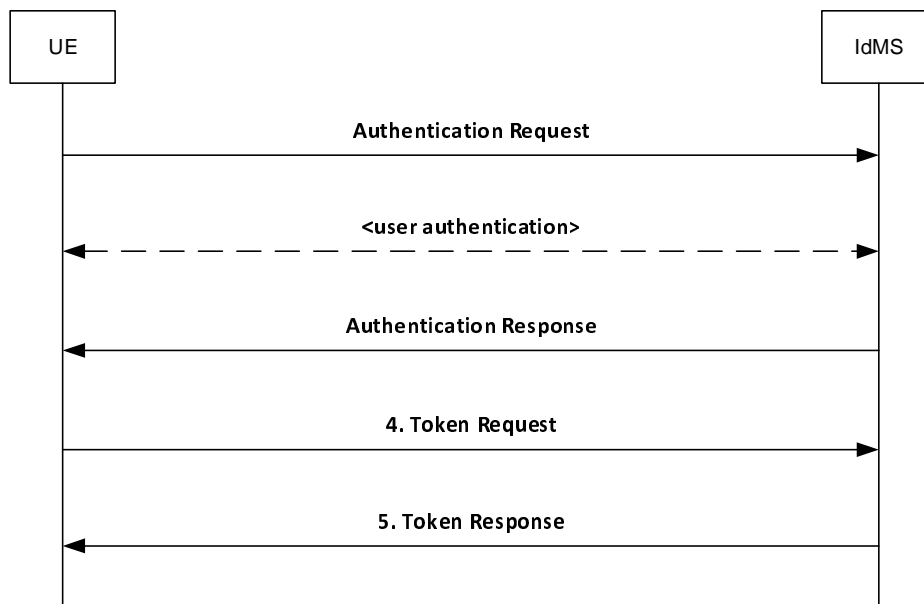 UE
IdMS
Authentication Request
<user authentication>
Authentication Response
4. Token Request
5. Token Response